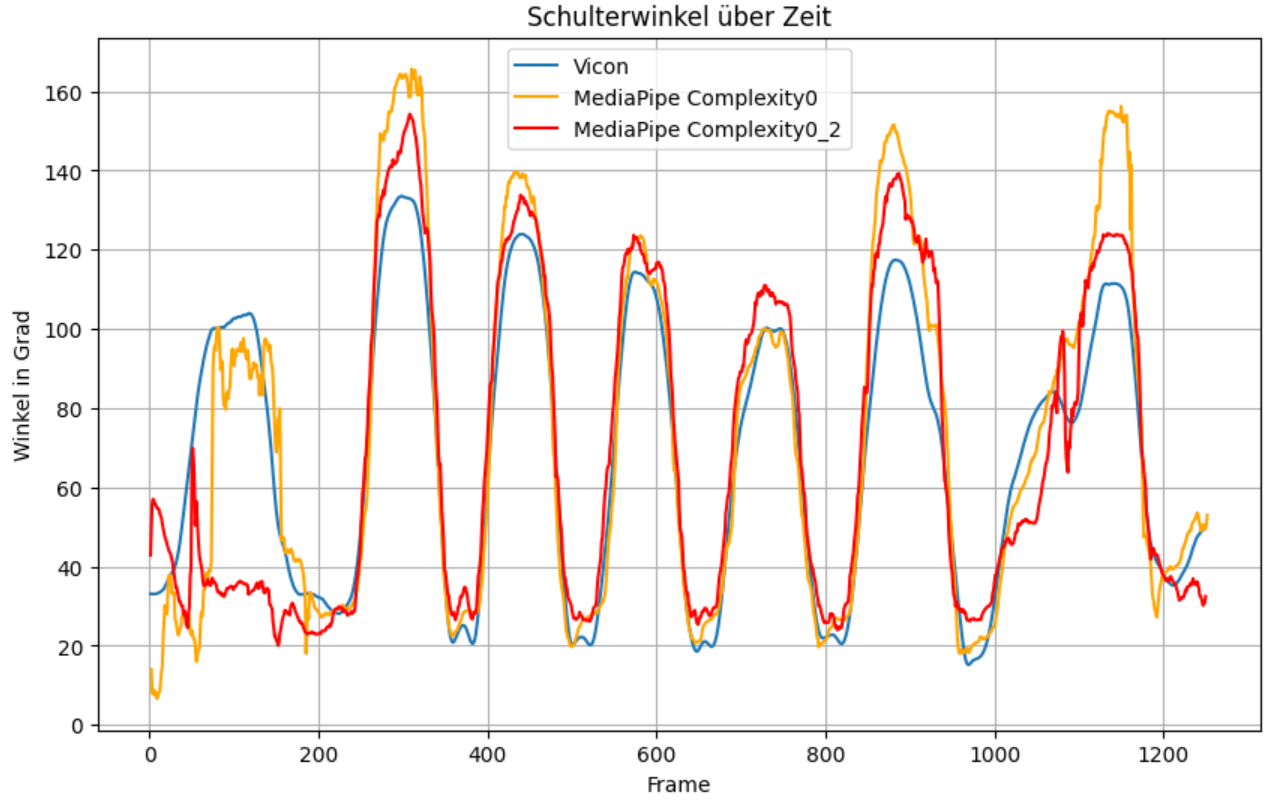 Schulterwinkel über Zeit
Vicon
MediaPipe Complexity0
MediaPipe Complexity0_2
Winkel in Grad
160
140
120
100
80
60
40
20
0
0 200 400 600 800 1000 1200
Frame